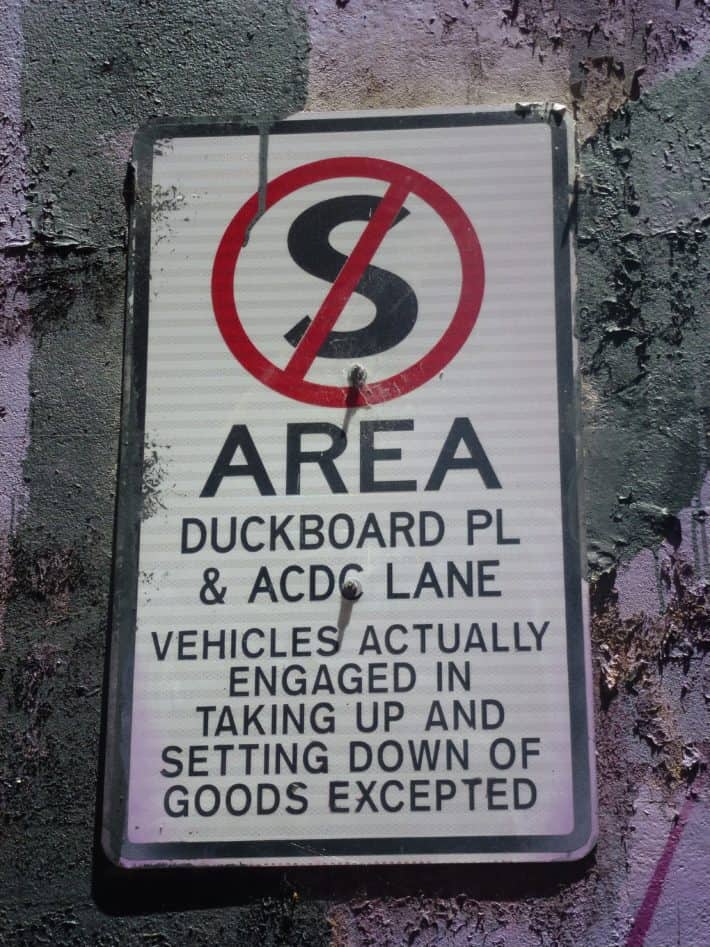 S
AREA
DUCKBOARD PL
& ACDC LANE
VEHICLES ACTUALLY
ENGAGED IN
TAKING UP AND
SETTING DOWN OF
GOODS EXCEPTED